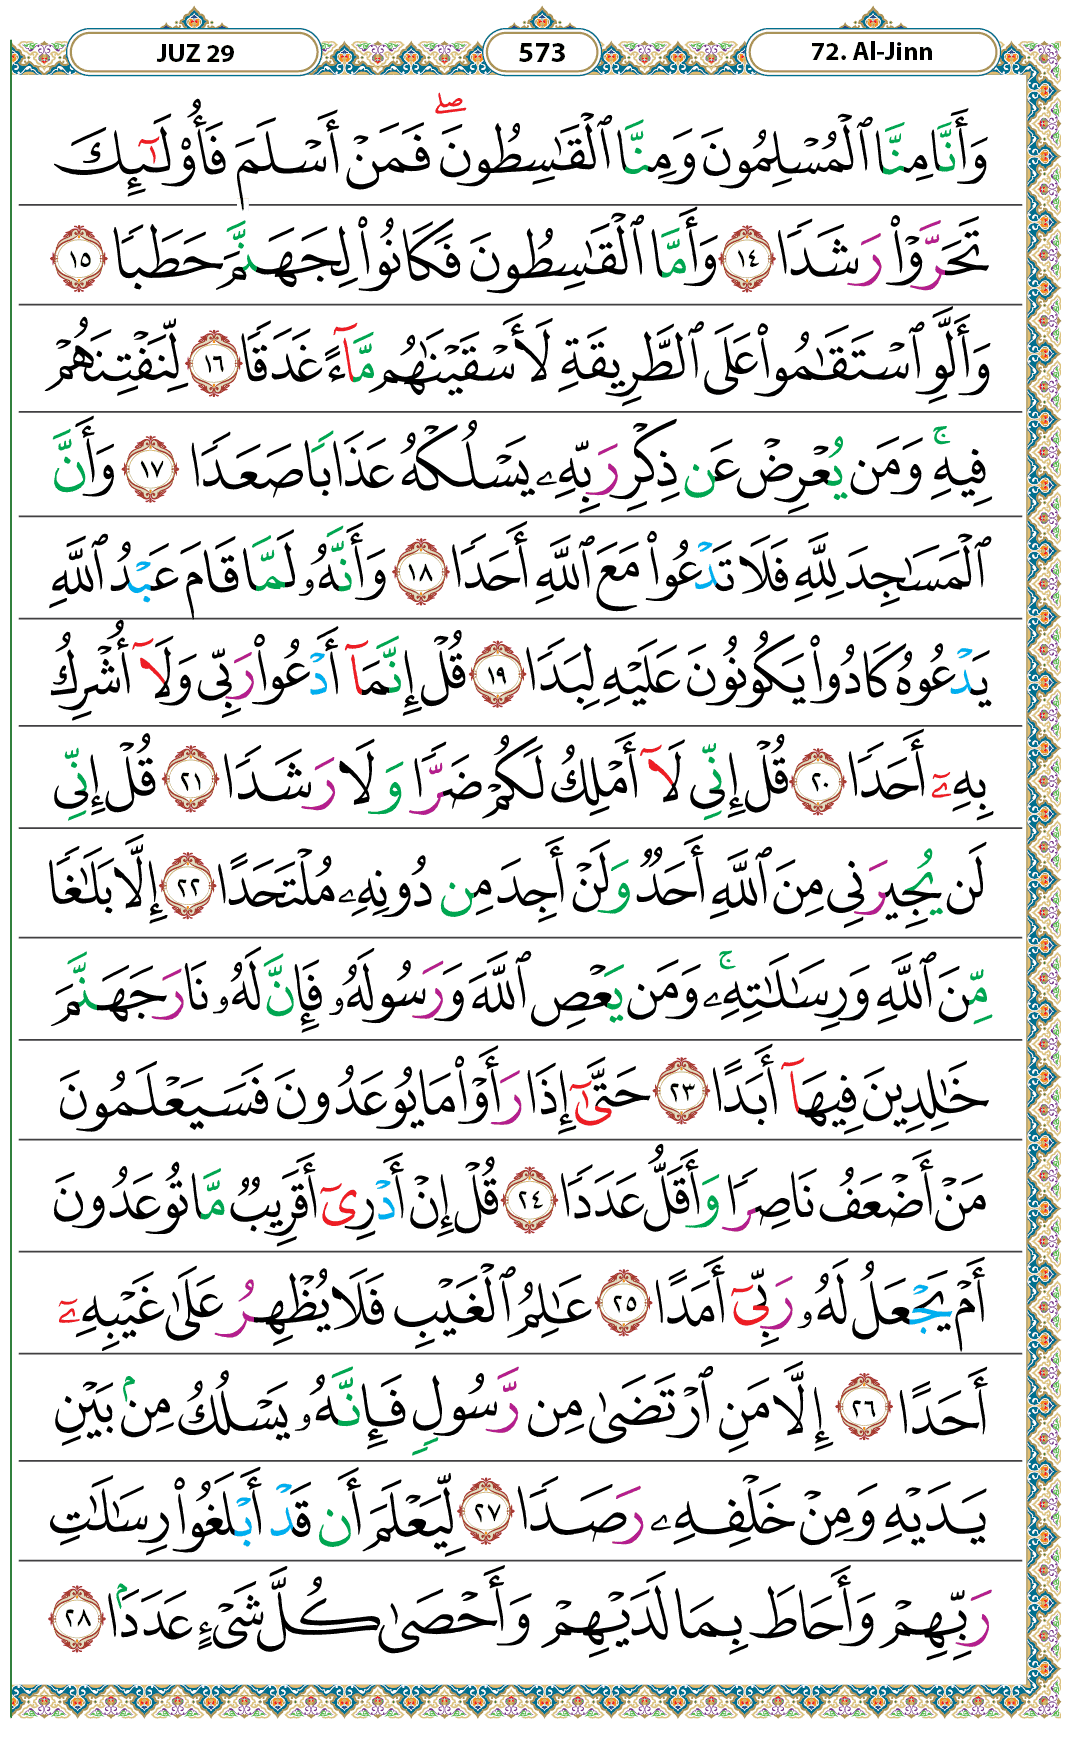 JUZ 29 573 72. Al-Jinn
وَأَنَّا مِنَّا ٱلْمُسْلِمُونَ وَمِنَّا ٱلْقَٰسِطُونَ ۖ فَمَنْ أَسْلَمَ فَأُو۟لَٰٓئِكَ
تَحَرَّوْا۟ رَشَدًا ١٤ وَأَمَّا ٱلْقَٰسِطُونَ فَكَانُوا۟ لِجَهَنَّمَ حَطَبًا ١٥
وَأَلَّوِ ٱسْتَقَٰمُوا۟ عَلَى ٱلطَّرِيقَةِ لَأَسْقَيْنَٰهُم مَّآءً غَدَقًا ١٦ لِّنَفْتِنَهُمْ
فِيهِ ۚ وَمَن يُعْرِضْ عَن ذِكْرِ رَبِّهِۦ يَسْلُكْهُ عَذَابًا صَعَدًا ١٧ وَأَنَّ
ٱلْمَسَٰجِدَ لِلَّهِ فَلَا تَدْعُوا۟ مَعَ ٱللَّهِ أَحَدًا ١٨ وَأَنَّهُۥ لَمَّا قَامَ عَبْدُ ٱللَّهِ
يَدْعُوهُ كَادُوا۟ يَكُونُونَ عَلَيْهِ لِبَدًا ١٩ قُلْ إِنَّمَآ أَدْعُوا۟ رَبِّى وَلَآ أُشْرِكُ
بِهِۦٓ أَحَدًا ٢٠ قُلْ إِنِّى لَآ أَمْلِكُ لَكُمْ ضَرًّا وَلَا رَشَدًا ٢١ قُلْ إِنِّى
لَن يُجِيرَنِى مِنَ ٱللَّهِ أَحَدٌ وَلَنْ أَجِدَ مِن دُونِهِۦ مُلْتَحَدًا ٢٢ إِلَّا بَلَٰغًا
مِّنَ ٱللَّهِ وَرِسَٰلَٰتِهِۦ ۚ وَمَن يَعْصِ ٱللَّهَ وَرَسُولَهُۥ فَإِنَّ لَهُۥ نَارَ جَهَنَّمَ
خَٰلِدِينَ فِيهَآ أَبَدًا ٢٣ حَتَّىٰٓ إِذَا رَأَوْا۟ مَا يُوعَدُونَ فَسَيَعْلَمُونَ
مَنْ أَضْعَفُ نَاصِرًا وَأَقَلُّ عَدَدًا ٢٤ قُلْ إِنْ أَدْرِىٓ أَقَرِيبٌ مَّا تُوعَدُونَ
أَمْ يَجْعَلُ لَهُۥ رَبِّىٓ أَمَدًا ٢٥ عَٰلِمُ ٱلْغَيْبِ فَلَا يُظْهِرُ عَلَىٰ غَيْبِهِۦٓ
أَحَدًا ٢٦ إِلَّا مَنِ ٱرْتَضَىٰ مِن رَّسُولٍ فَإِنَّهُۥ يَسْلُكُ مِنۢ بَيْنِ
يَدَيْهِ وَمِنْ خَلْفِهِۦ رَصَدًا ٢٧ لِّيَعْلَمَ أَن قَدْ أَبْلَغُوا۟ رِسَٰلَٰتِ
رَبِّهِمْ وَأَحَاطَ بِمَا لَدَيْهِمْ وَأَحْصَىٰ كُلَّ شَىْءٍ عَدَدًۢا ٢٨